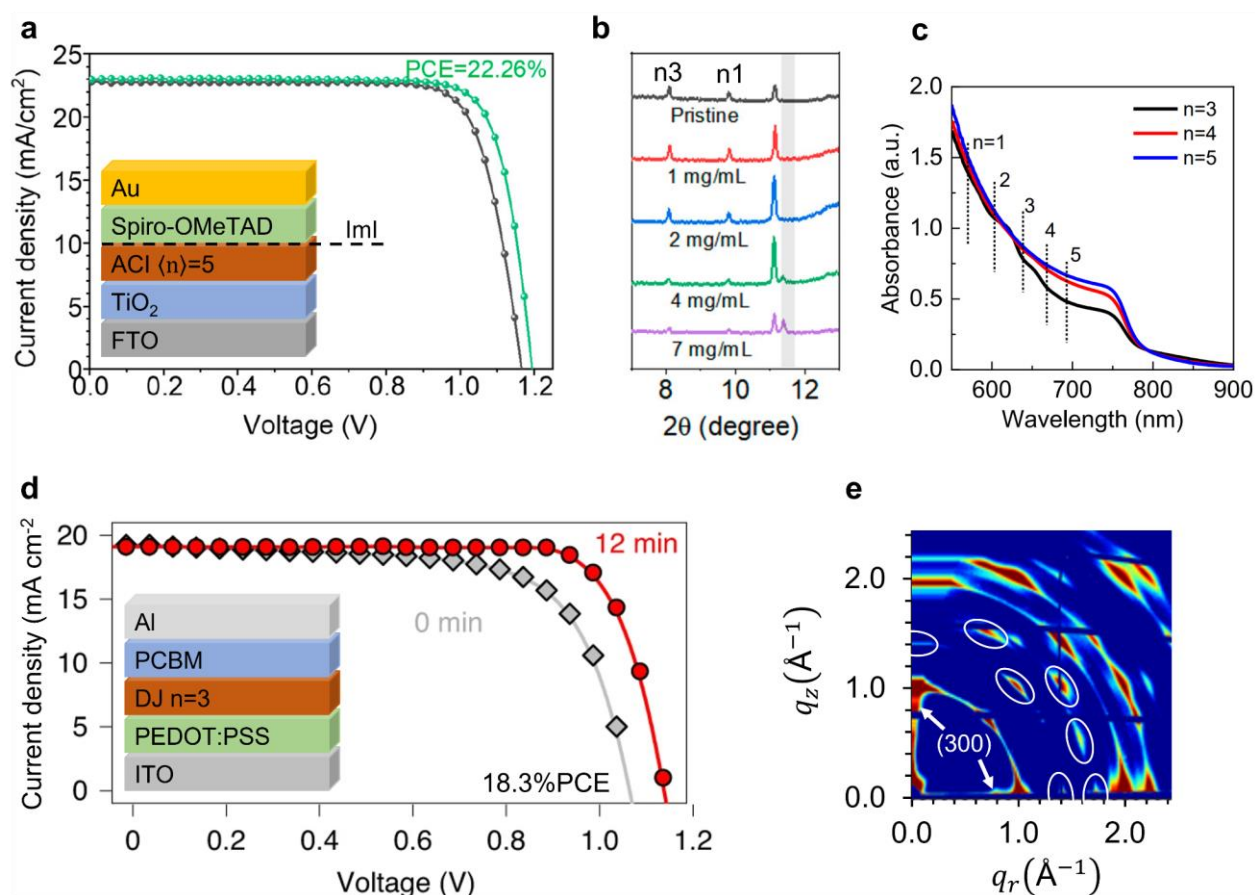 a
25
20
15
10
5
0
Current density (mA/cm²)
PCE=22.26%
Au
Spiro-OMeTAD
ImI
ACI ⟨n⟩=5
TiO₂
FTO
0.0 0.2 0.4 0.6 0.8 1.0 1.2
Voltage (V)
b
n3 n1
Pristine
1 mg/mL
2 mg/mL
4 mg/mL
7 mg/mL
8 10 12
2θ (degree)
c
2.0
1.5
1.0
0.5
0.0
Absorbance (a.u.)
n=3
n=4
n=5
n=1
2
3
4
5
600 700 800 900
Wavelength (nm)
d
20
15
10
5
0
Current density (mA cm⁻²)
12 min
0 min
Al
PCBM
DJ n=3
PEDOT:PSS
ITO
18.3%PCE
0 0.2 0.4 0.6 0.8 1.0 1.2
Voltage (V)
e
2.0
1.0
0.0
q_z(Å⁻¹)
(300)
0.0 1.0 2.0
q_r(Å⁻¹)